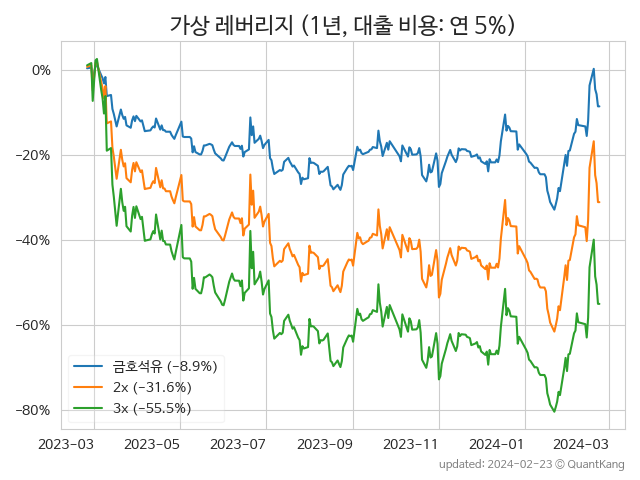 가상 레버리지 (1년, 대출 비용: 연 5%)
0%
−20%
−40%
−60%
−80%
금호석유 (−8.9%)
2x (−31.6%)
3x (−55.5%)
2023-03 2023-05 2023-07 2023-09 2023-11 2024-01 2024-03
updated: 2024-02-23 © QuantKang